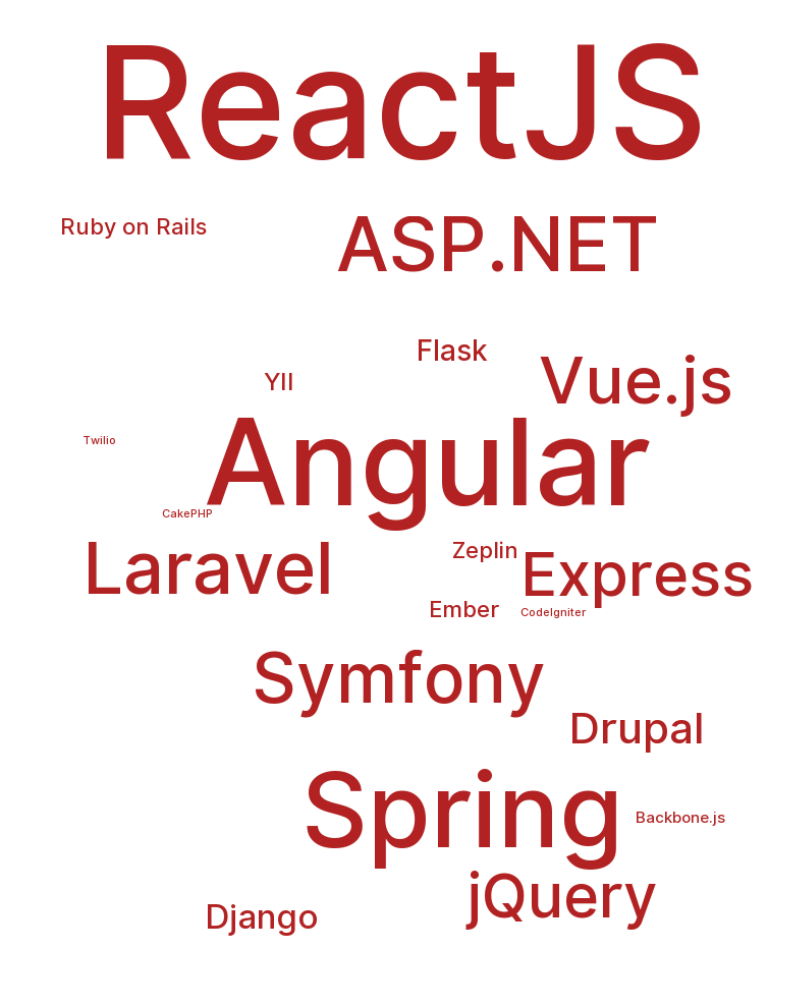 ReactJS
Ruby on Rails
ASP.NET
Flask
Vue.js
YII
Twilio
Angular
CakePHP
Laravel
Zeplin
Express
Ember
CodeIgniter
Symfony
Drupal
Spring
Backbone.js
jQuery
Django